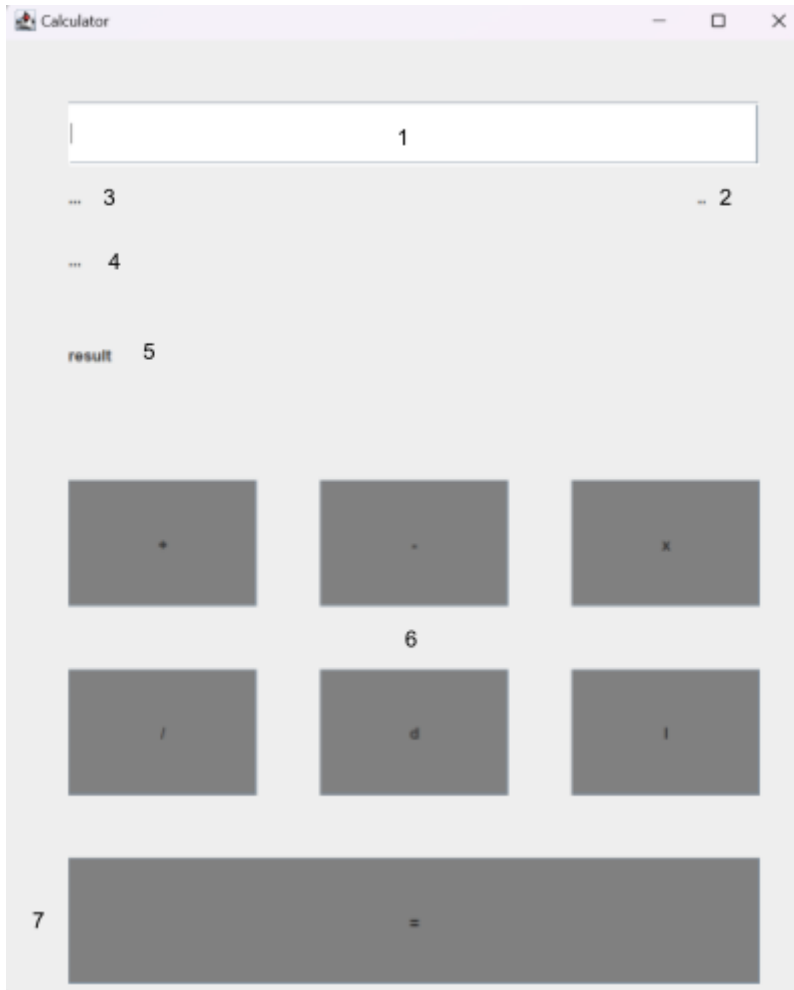 Calculator
1
... 3 .. 2
... 4
result 5
+ - x
6
/ d l
7 =